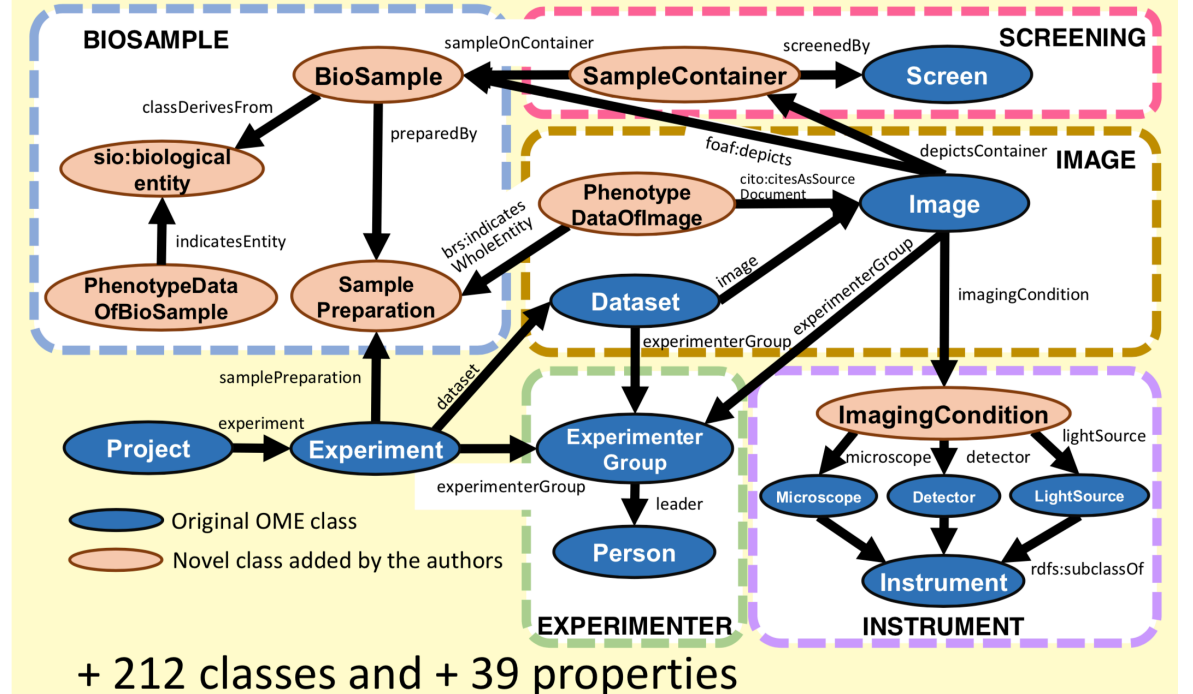 BIOSAMPLE
sampleOnContainer
screenedBy
SCREENING
BioSample
SampleContainer
Screen
classDerivesFrom
preparedBy
foaf:depicts
depictsContainer
IMAGE
sio:biological
entity
Phenotype
DataOfImage
cito:citesAsSource
Document
Image
indicatesEntity
brs:indicates
WholeEntity
PhenotypeData
OfBioSample
Sample
Preparation
Dataset
image
experimenterGroup
imagingCondition
experimenterGroup
samplePreparation
dataset
ImagingCondition
Project
experiment
Experiment
experimenterGroup
Experimenter
Group
microscope
detector
lightSource
Microscope
Detector
LightSource
leader
Original OME class
Person
Novel class added by the authors
Instrument
rdfs:subclassOf
EXPERIMENTER
INSTRUMENT
+ 212 classes and + 39 properties